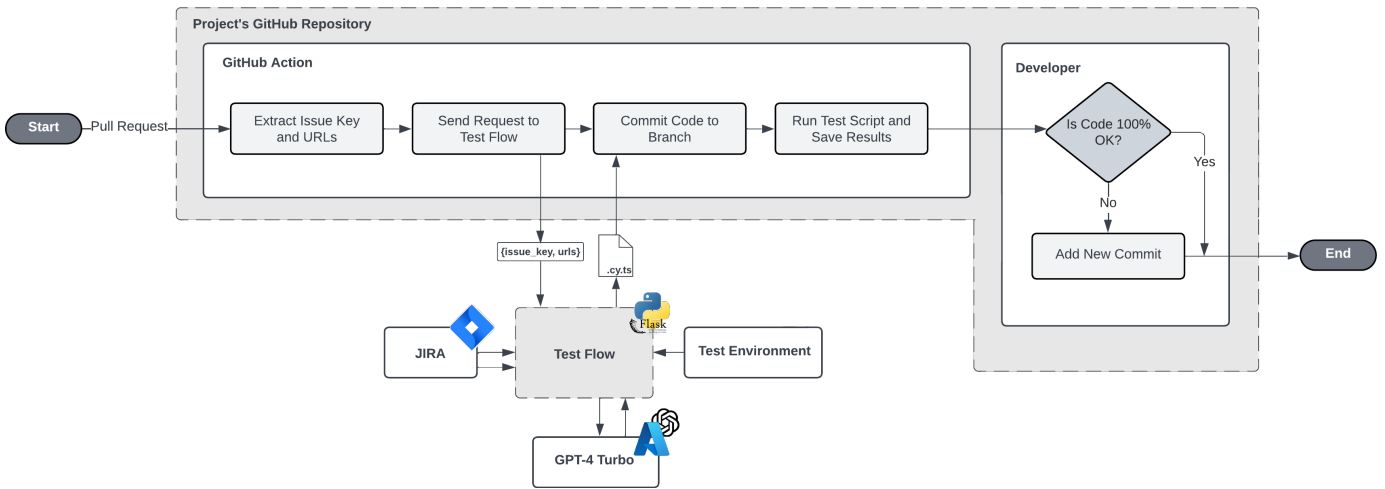 Project's GitHub Repository
GitHub Action
Developer
Start
Pull Request
Extract Issue Key
and URLs
Send Request to
Test Flow
Commit Code to
Branch
Run Test Script and
Save Results
Is Code 100%
OK?
Yes
No
Add New Commit
End
{issue_key, urls}
.cy.ts
Flask
JIRA
Test Flow
Test Environment
GPT-4 Turbo